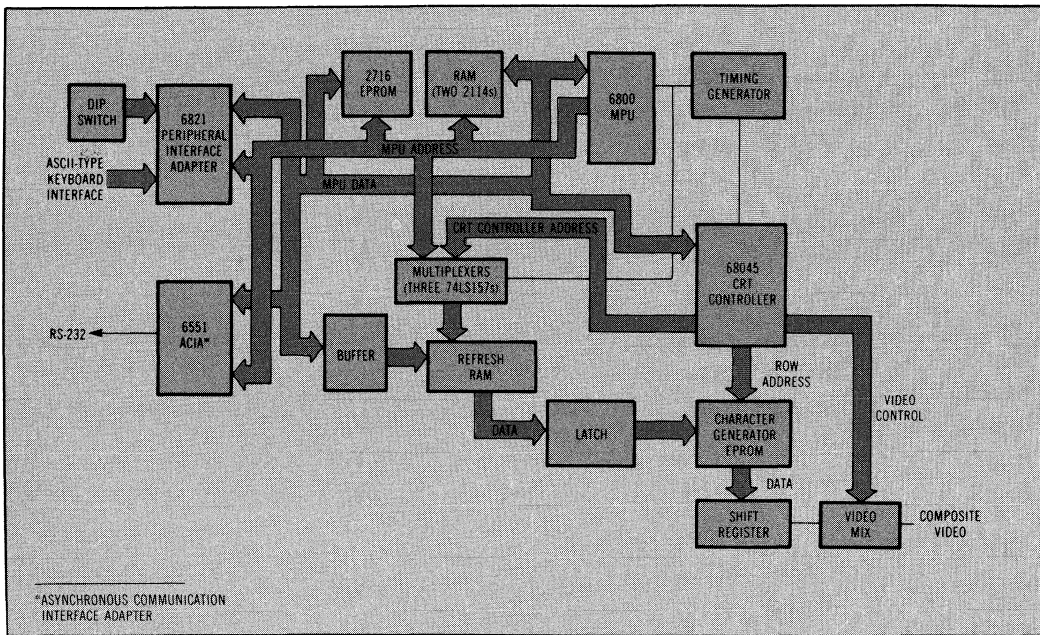 DIP
SWITCH
6821
PERIPHERAL
INTERFACE
ADAPTER
2716
EPROM
RAM
(TWO 2114s)
6800
MPU
TIMING
GENERATOR
ASCII-TYPE
KEYBOARD
INTERFACE
MPU ADDRESS
MPU DATA
CRT CONTROLLER ADDRESS
MULTIPLEXERS
(THREE 74LS157s)
68045
CRT
CONTROLLER
RS-232
6551
ACIA*
BUFFER
REFRESH
RAM
ROW
ADDRESS
VIDEO
CONTROL
DATA
LATCH
CHARACTER
GENERATOR
EPROM
DATA
SHIFT
REGISTER
VIDEO
MIX
COMPOSITE
VIDEO
*ASYNCHRONOUS COMMUNICATION
INTERFACE ADAPTER